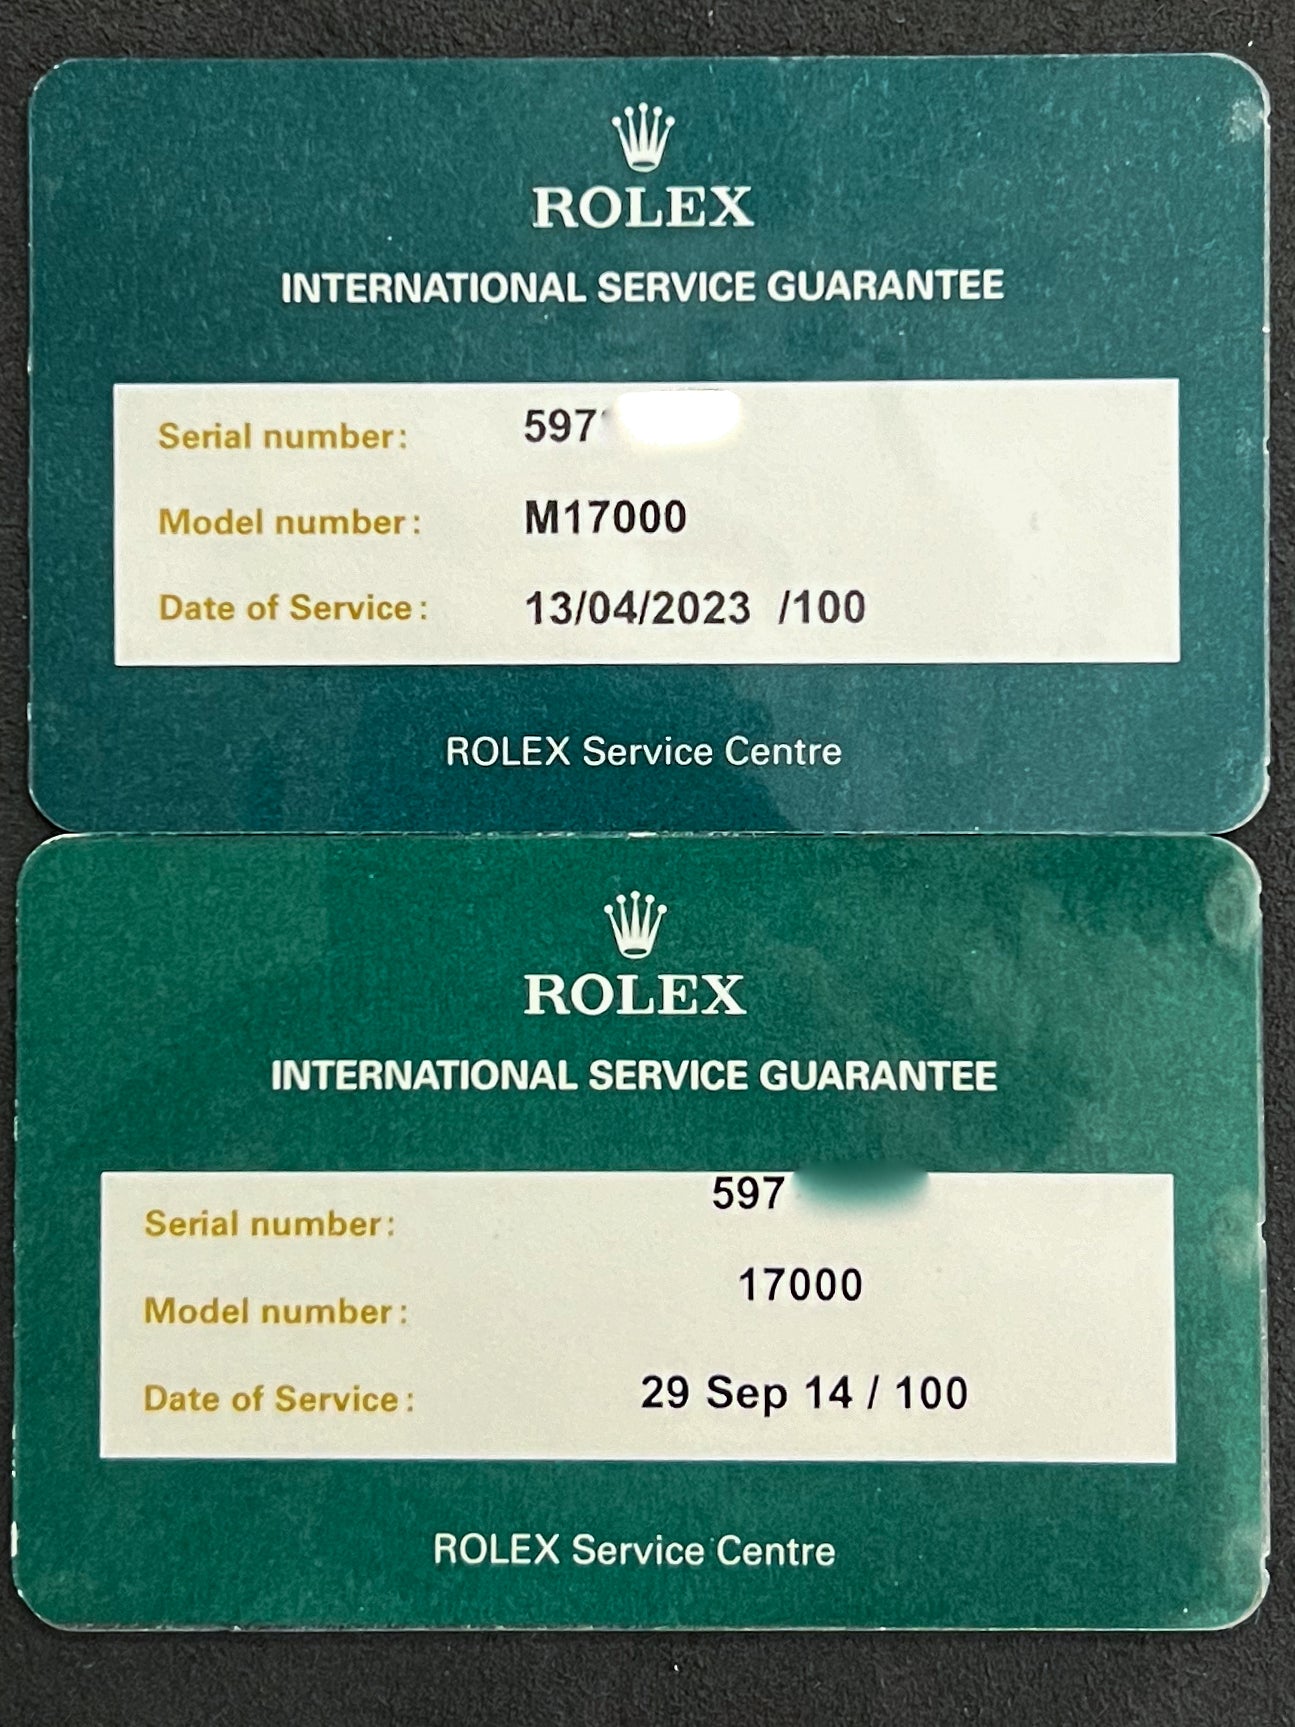 ROLEX
INTERNATIONAL SERVICE GUARANTEE
Serial number: 597
Model number: M17000
Date of Service: 13/04/2023 /100
ROLEX Service Centre
ROLEX
INTERNATIONAL SERVICE GUARANTEE
Serial number: 597
Model number: 17000
Date of Service: 29 Sep 14 / 100
ROLEX Service Centre